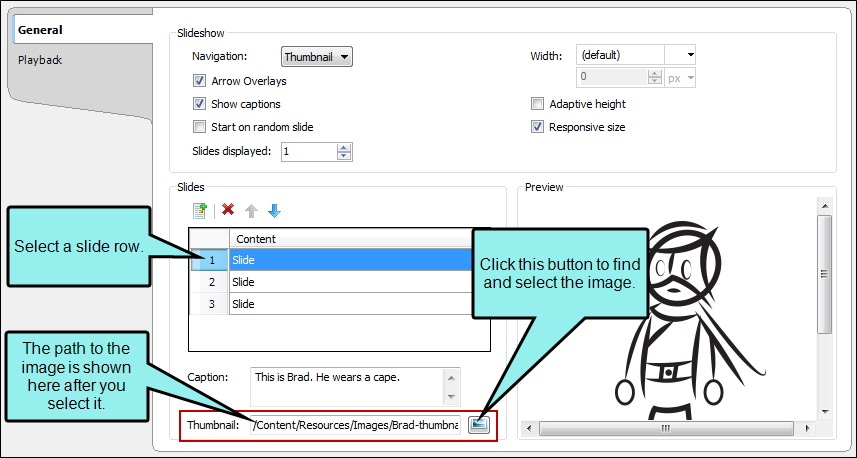 General
Playback
Slideshow
Navigation: Thumbnail
Width: (default)
0 px
Arrow Overlays
Show captions
Adaptive height
Start on random slide
Responsive size
Slides displayed: 1
Slides
Preview
Content
1 Slide
2 Slide
3 Slide
Select a slide row.
Click this button to find
and select the image.
The path to the
image is shown
here after you
select it.
Caption: This is Brad. He wears a cape.
Thumbnail: /Content/Resources/Images/Brad-thumbna